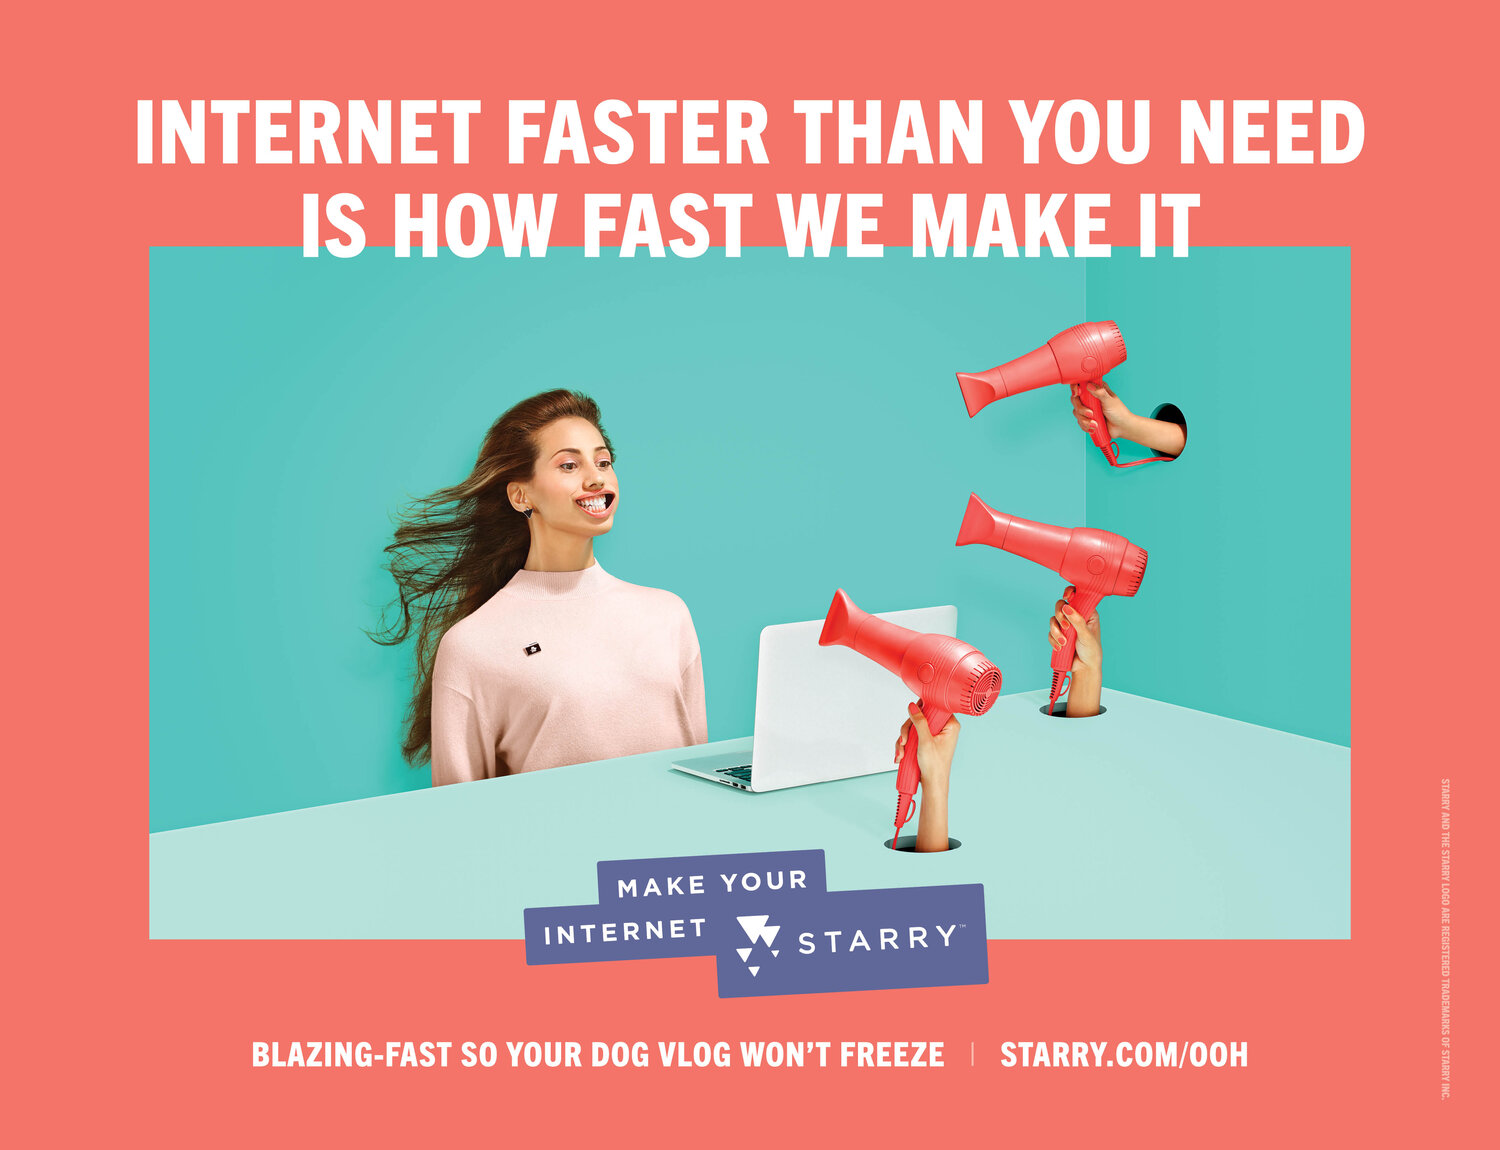 INTERNET FASTER THAN YOU NEED
IS HOW FAST WE MAKE IT
MAKE YOUR
INTERNET
STARRY™
BLAZING-FAST SO YOUR DOG VLOG WON'T FREEZE | STARRY.COM/OOH
STARRY AND THE STARRY LOGO ARE REGISTERED TRADEMARKS OF STARRY INC.